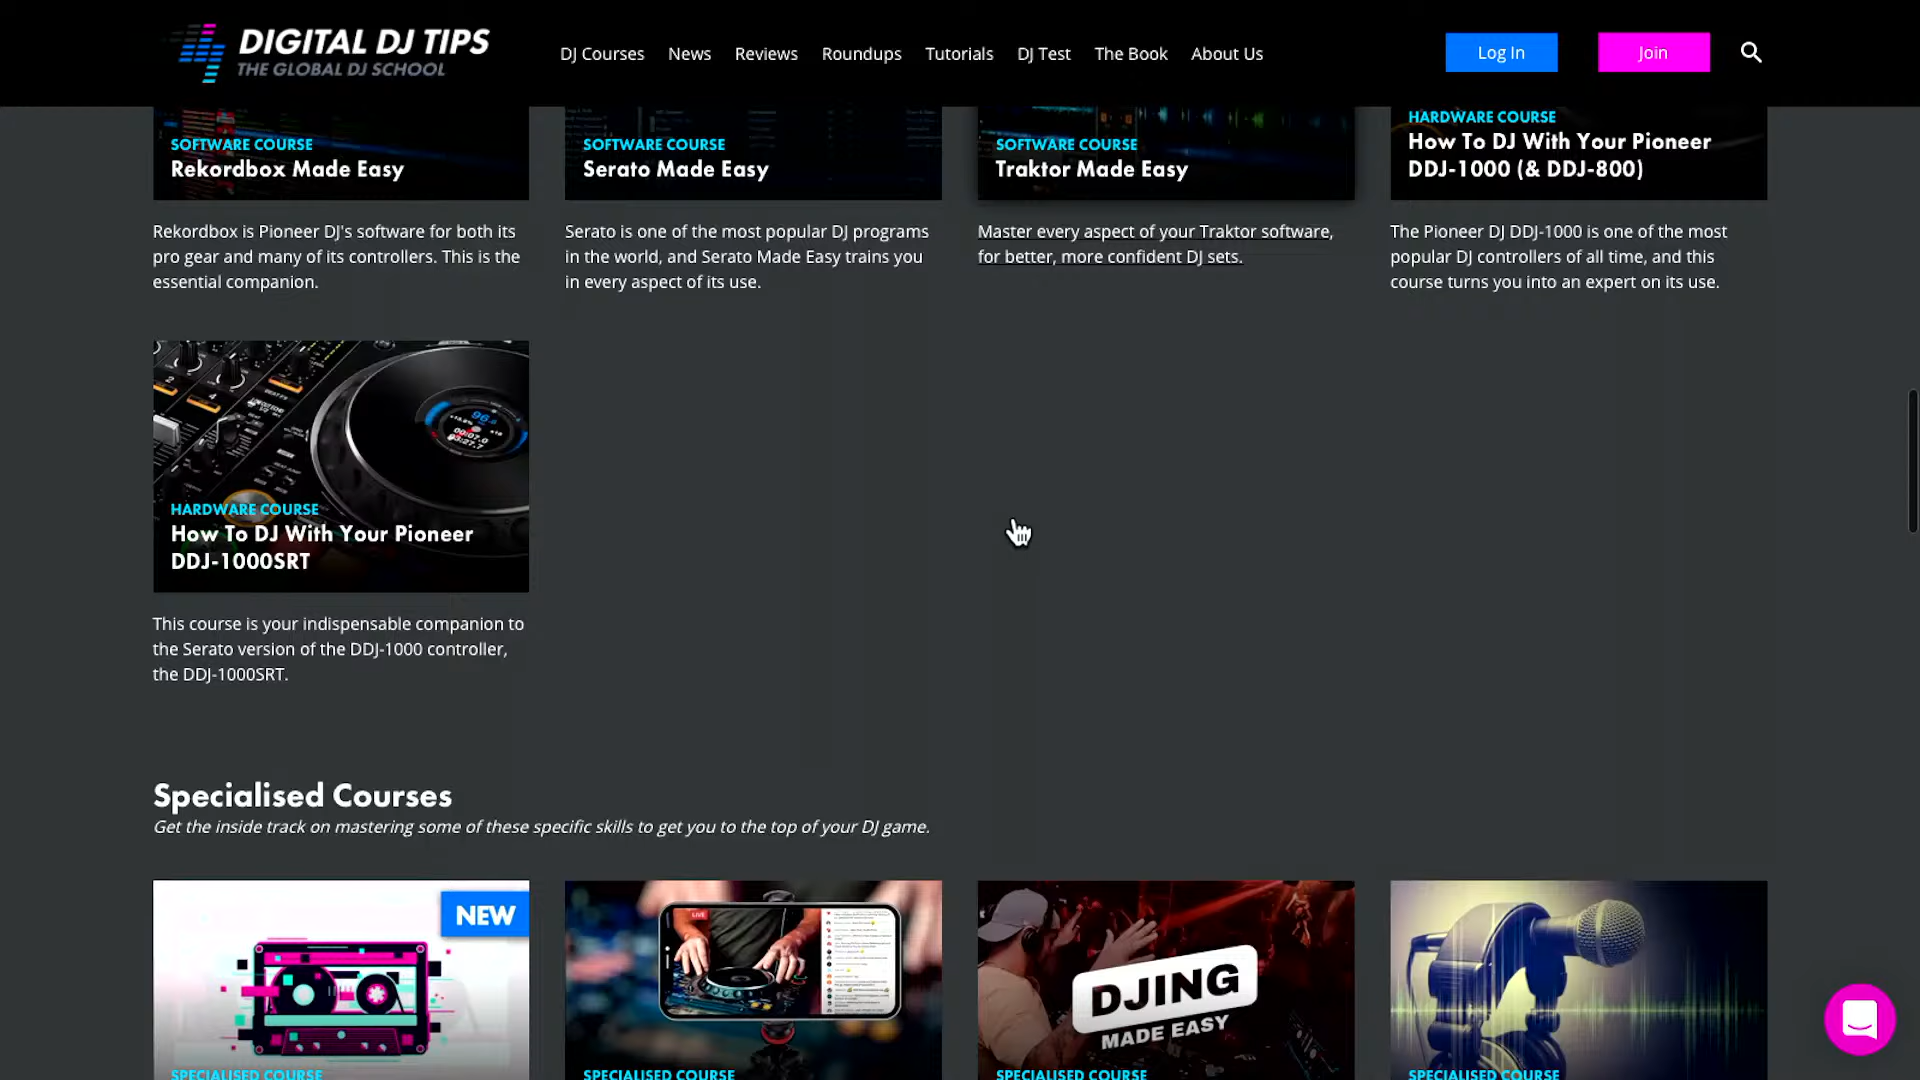 DIGITAL DJ TIPS
THE GLOBAL DJ SCHOOL
DJ Courses
News
Reviews
Roundups
Tutorials
DJ Test
The Book
About Us
Log In
Join
SOFTWARE COURSE
Rekordbox Made Easy
SOFTWARE COURSE
Serato Made Easy
SOFTWARE COURSE
Traktor Made Easy
HARDWARE COURSE
How To DJ With Your Pioneer
DDJ-1000 (& DDJ-800)
Rekordbox is Pioneer DJ's software for both its
pro gear and many of its controllers. This is the
essential companion.
Serato is one of the most popular DJ programs
in the world, and Serato Made Easy trains you
in every aspect of its use.
Master every aspect of your Traktor software,
for better, more confident DJ sets.
The Pioneer DJ DDJ-1000 is one of the most
popular DJ controllers of all time, and this
course turns you into an expert on its use.
HARDWARE COURSE
How To DJ With Your Pioneer
DDJ-1000SRT
This course is your indispensable companion to
the Serato version of the DDJ-1000 controller,
the DDJ-1000SRT.
Specialised Courses
Get the inside track on mastering some of these specific skills to get you to the top of your DJ game.
NEW
LIVE
DJING
MADE EASY
SPECIALISED COURSE
SPECIALISED COURSE
SPECIALISED COURSE
SPECIALISED COURSE